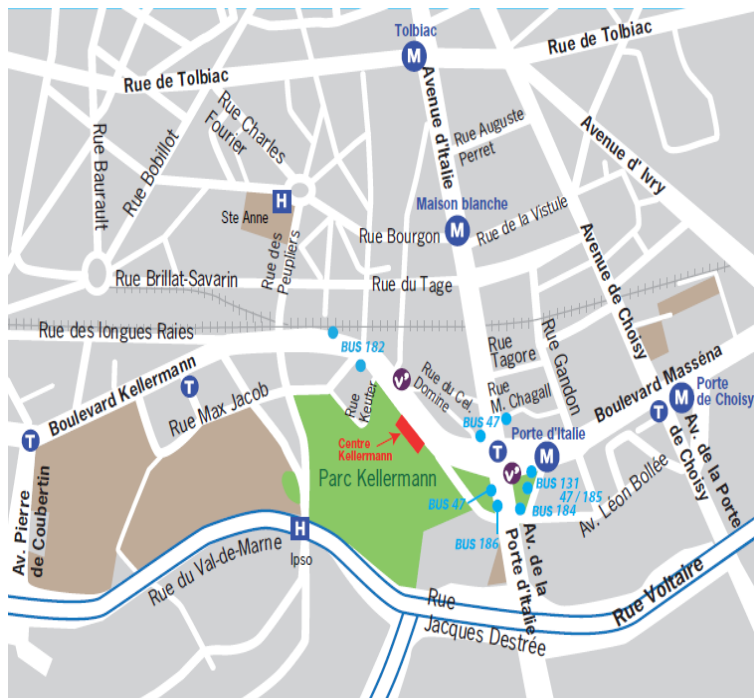 Tolbiac
M
Rue de Tolbiac
Rue de Tolbiac
Avenue d'Italie
Rue Auguste
Perret
Avenue d' Ivry
Rue Baurault
Rue Bobillot
Rue Charles
Fourier
H
Ste Anne
Rue des
Peupliers
Maison blanche
M
Rue Bourgon
Rue de la Vistule
Avenue de Choisy
Rue Brillat-Savarin
Rue du Tage
Rue des longues Raies
BUS 182
Rue
Tagore
Rue Gandon
Boulevard Kellermann
T
T
Rue Max Jacob
Rue
Keuter
V'
Rue du Cel.
Domine
Rue
M. Chagall
Boulevard Masséna
BUS 47
Porte d'Italie
T
M
V'
T
M
Porte
de Choisy
Centre
Kellermann
Parc Kellermann
BUS 47
BUS 131
47 / 185
BUS 184
BUS 186
Av. Léon Bollée
Av. de la Porte
de Choisy
Av. Pierre
de Coubertin
H
Ipso
Rue du Val-de-Marne
Av. de la
Porte d'Italie
Rue
Jacques Destrée
Rue Voltaire